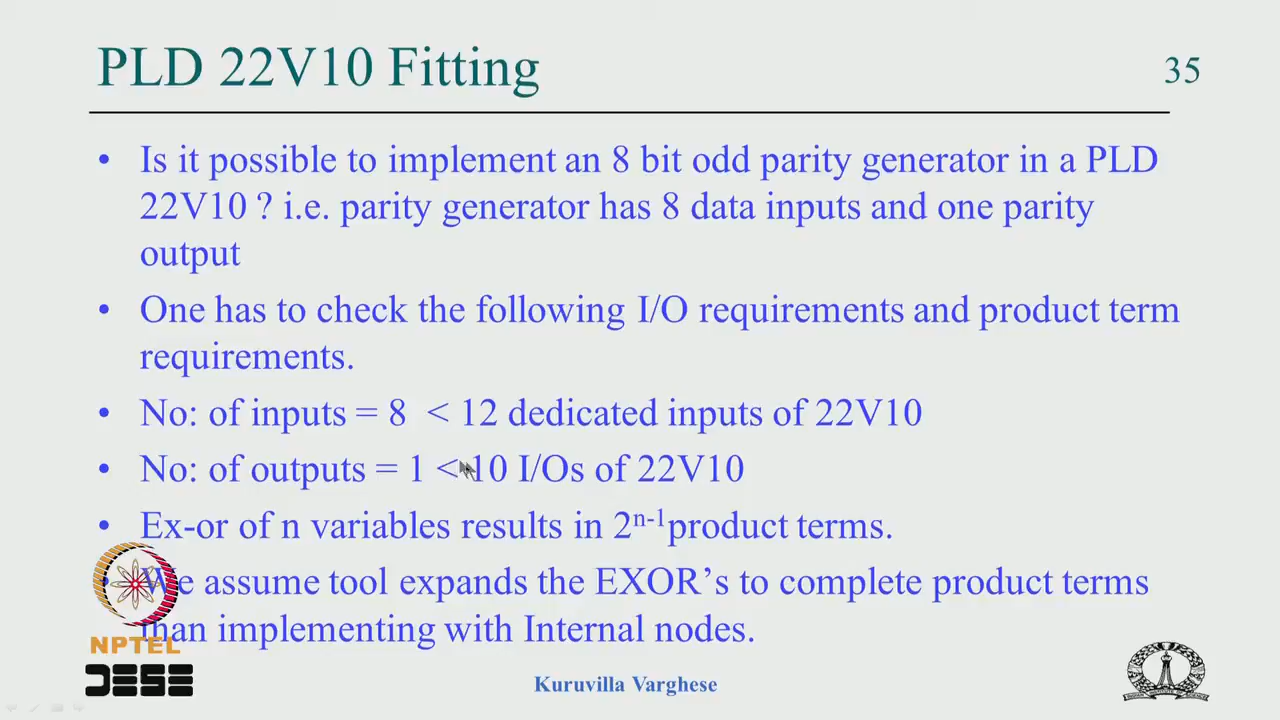 PLD 22V10 Fitting
35
• Is it possible to implement an 8 bit odd parity generator in a PLD
22V10 ? i.e. parity generator has 8 data inputs and one parity
output
• One has to check the following I/O requirements and product term
requirements.
• No: of inputs = 8 < 12 dedicated inputs of 22V10
• No: of outputs = 1 < 10 I/Os of 22V10
• Ex-or of n variables results in 2ⁿ⁻¹product terms.
• We assume tool expands the EXOR's to complete product terms
than implementing with Internal nodes.
NPTEL
DESE
Kuruvilla Varghese